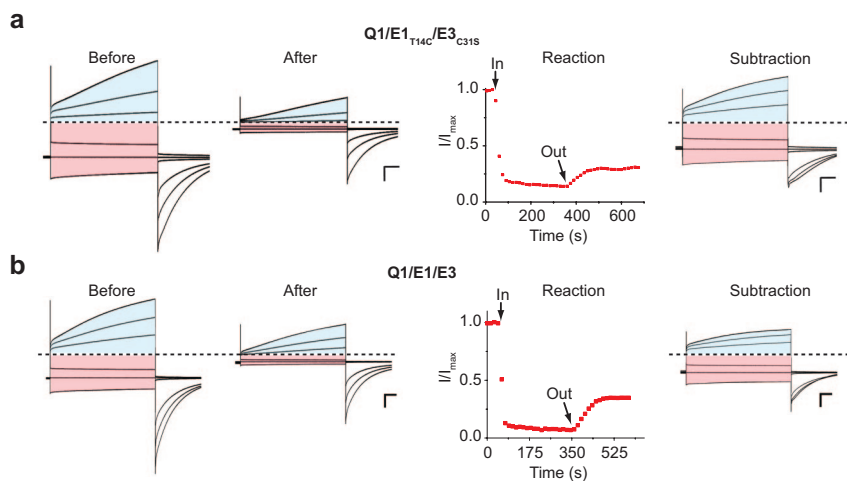 a
Q1/E1T14C/E3C31S
Before
After
In
Reaction
Subtraction
1.0
0.5
0.0
I/Imax
Out
0
200
400
600
Time (s)
b
Q1/E1/E3
Before
After
In
Reaction
Subtraction
1.0
0.5
0.0
I/Imax
Out
0
175
350
525
Time (s)